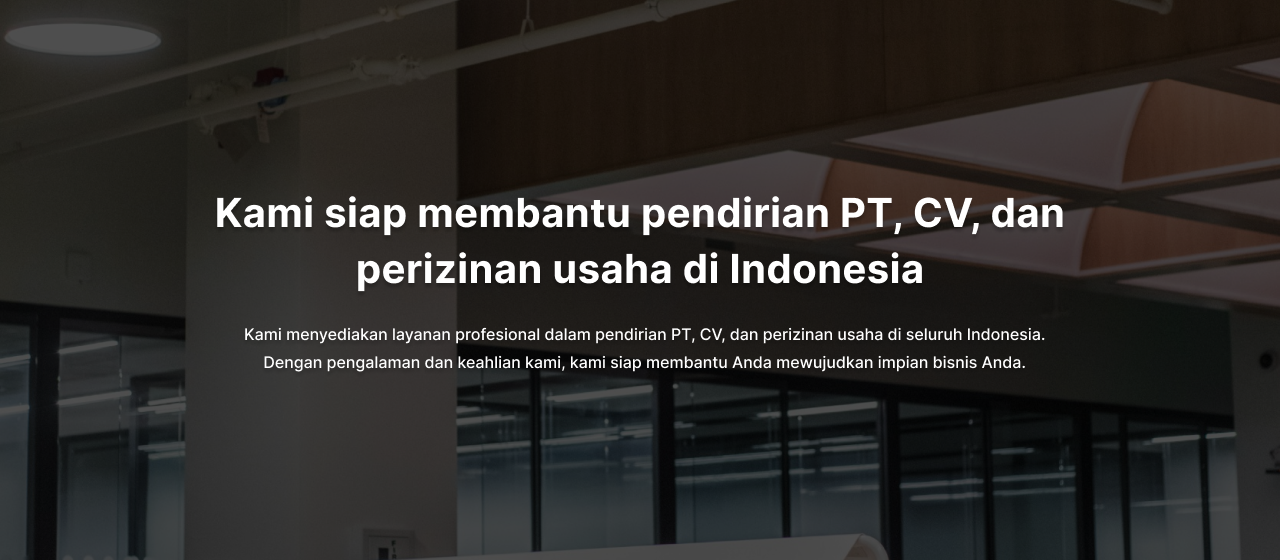 Kami siap membantu pendirian PT, CV, dan
perizinan usaha di Indonesia
Kami menyediakan layanan profesional dalam pendirian PT, CV, dan perizinan usaha di seluruh Indonesia.
Dengan pengalaman dan keahlian kami, kami siap membantu Anda mewujudkan impian bisnis Anda.